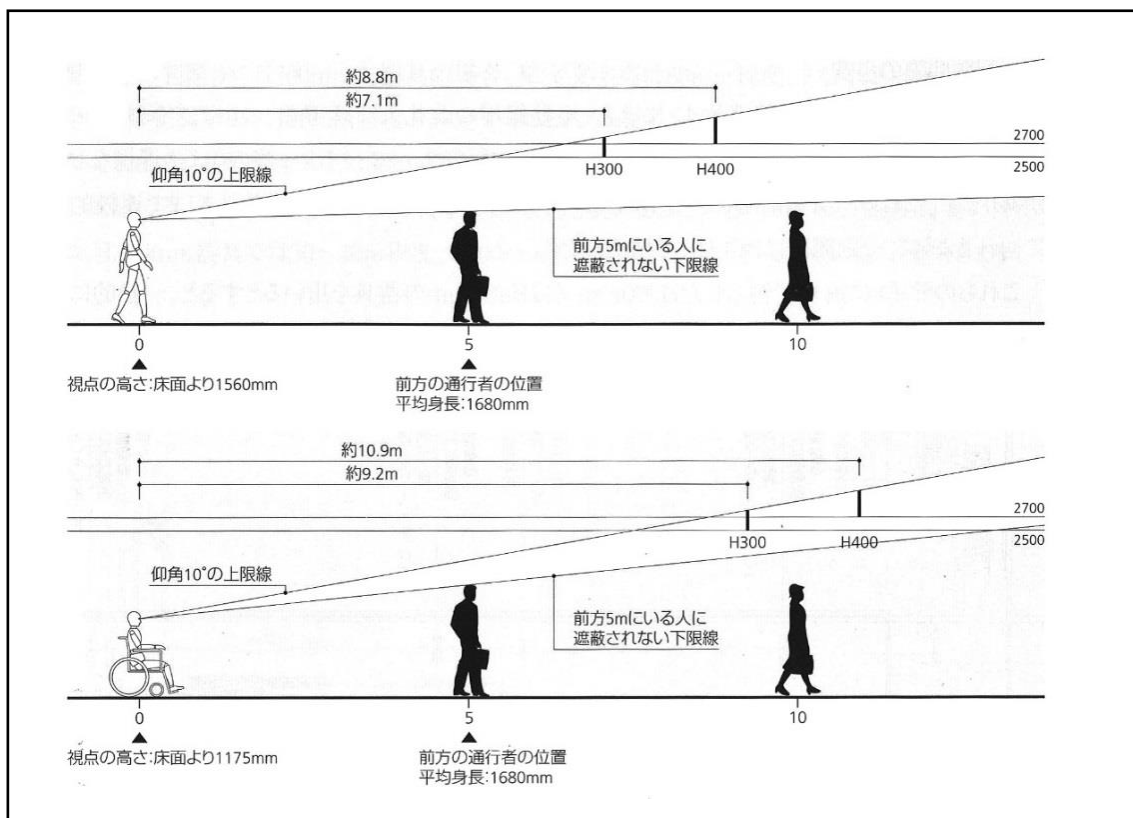 約8.8m
約7.1m
2700
H300
H400
2500
仰角10°の上限線
前方5mにいる人に
遮蔽されない下限線
0
5
10
視点の高さ:床面より1560mm
前方の通行者の位置
平均身長:1680mm
約10.9m
約9.2m
2700
H300
H400
2500
仰角10°の上限線
前方5mにいる人に
遮蔽されない下限線
0
5
10
視点の高さ:床面より1175mm
前方の通行者の位置
平均身長:1680mm